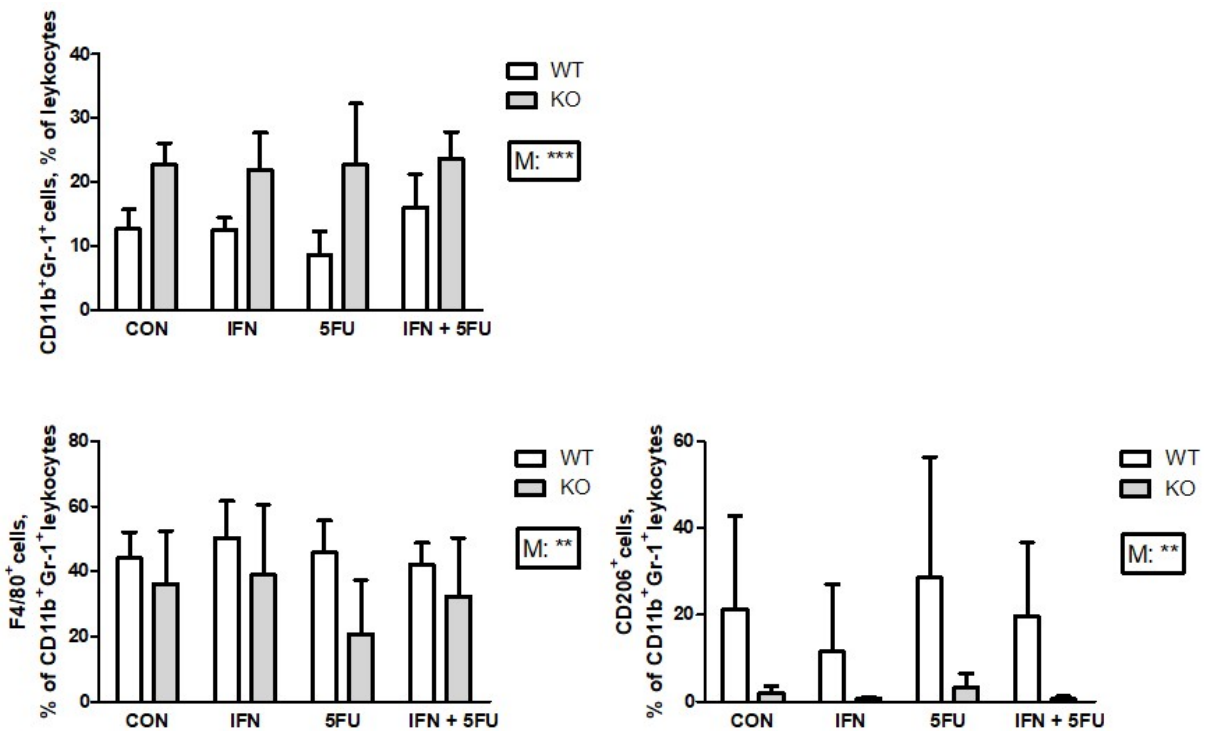 CD11b⁺Gr-1⁺ cells, % of leykocytes
40
30
20
10
0
CON IFN 5FU IFN + 5FU
WT
KO
M: ***
F4/80⁺ cells,
% of CD11b⁺Gr-1⁺leykocytes
80
60
40
20
0
CON IFN 5FU IFN + 5FU
WT
KO
M: **
CD206⁺cells,
% of CD11b⁺Gr-1⁺leykocytes
60
40
20
0
CON IFN 5FU IFN + 5FU
WT
KO
M: **